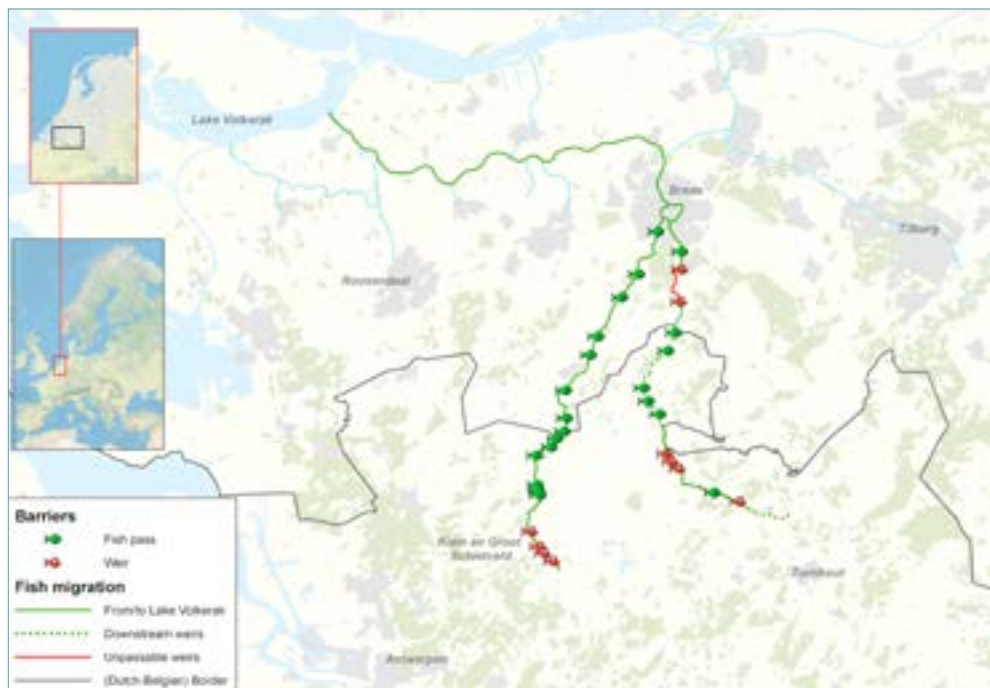 Lake Volkerak
Breda
Tilburg
Roosendaal
Klein en Groot
Schietveld
Turnhout
Antwerpen
Barriers
Fish pass
Weir
Fish migration
From/to Lake Volkerak
Downstream weirs
Unpassable weirs
(Dutch-Belgian) Border